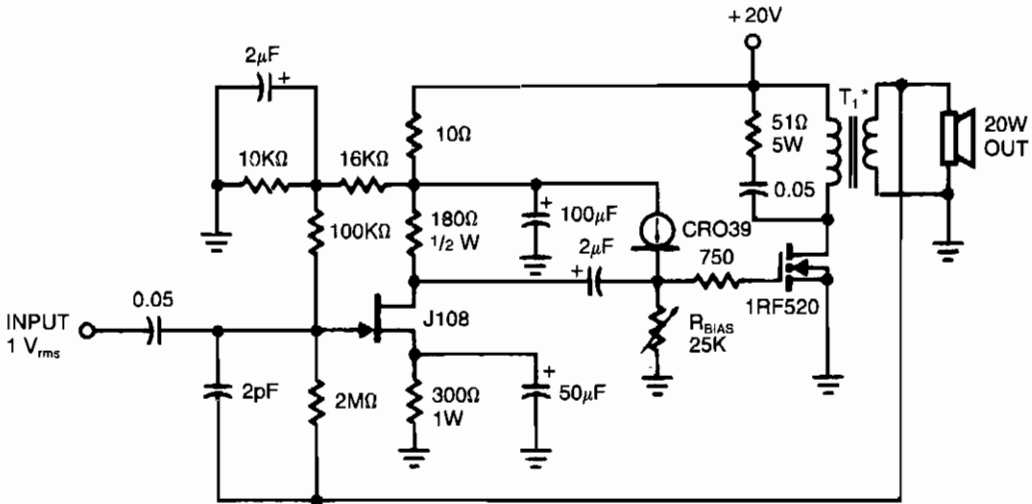 +20V
2μF
+
T₁*
10Ω
51Ω
5W
20W
OUT
10KΩ
16KΩ
0.05
+
100μF
180Ω
1/2 W
100KΩ
CRO39
2μF
+
750
1RF520
0.05
INPUT
1 Vrms
J108
RBIAS
25K
+
2pF
2MΩ
300Ω
1W
50μF